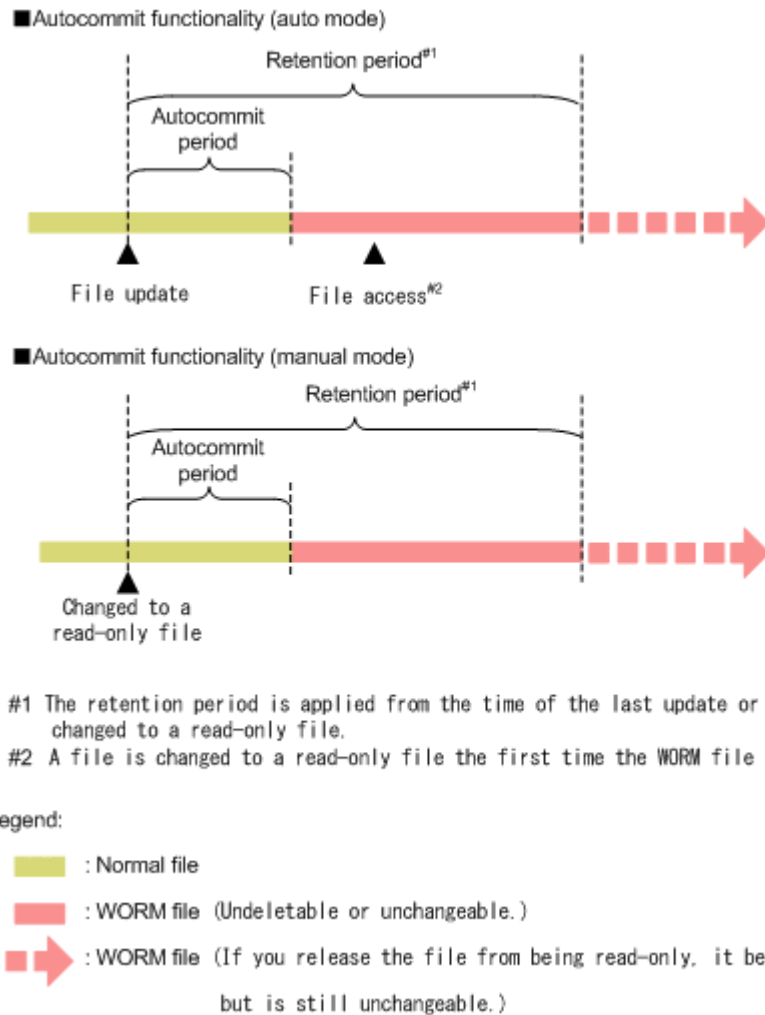 ■Autocommit functionality (auto mode)
Retention period#1
Autocommit
period
File update
File access#2
■Autocommit functionality (manual mode)
Retention period#1
Autocommit
period
Changed to a
read-only file
#1 The retention period is applied from the time of the last update or
changed to a read-only file.
#2 A file is changed to a read-only file the first time the WORM file
egend:
: Normal file
: WORM file (Undeletable or unchangeable.)
: WORM file (If you release the file from being read-only, it be
but is still unchangeable.)